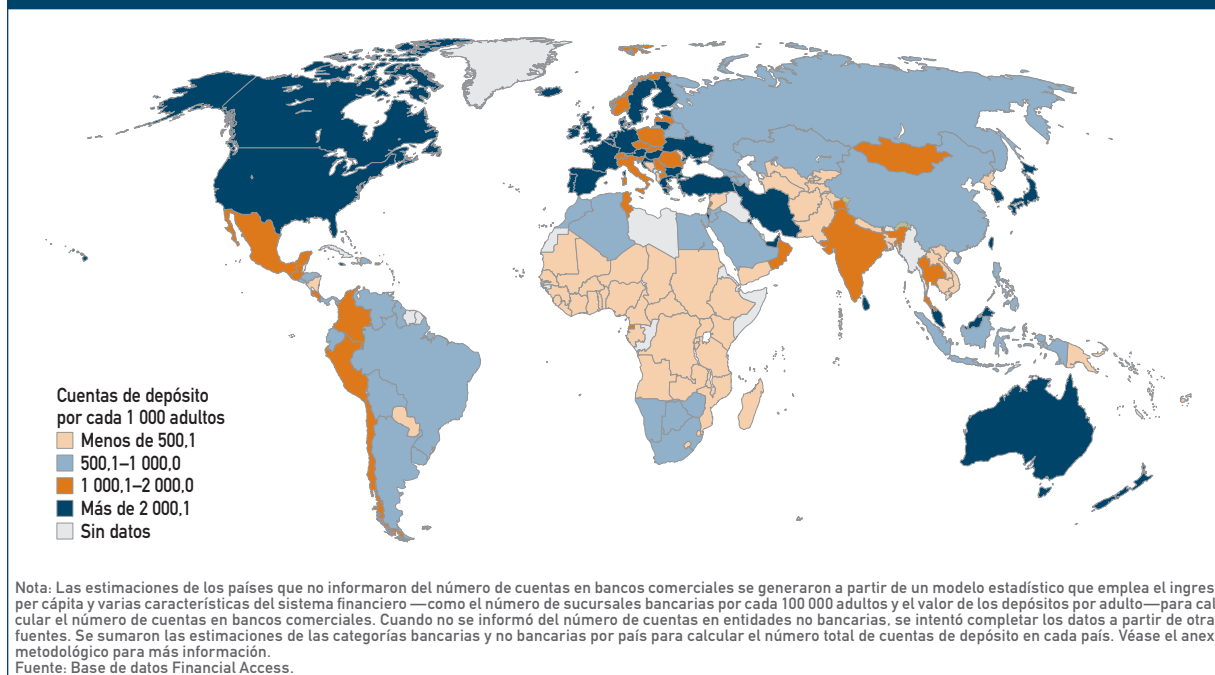 Cuentas de depósito
por cada 1 000 adultos
Menos de 500,1
500,1–1 000,0
1 000,1–2 000,0
Más de 2 000,1
Sin datos
Nota: Las estimaciones de los países que no informaron del número de cuentas en bancos comerciales se generaron a partir de un modelo estadístico que emplea el ingres
per cápita y varias características del sistema financiero —como el número de sucursales bancarias por cada 100 000 adultos y el valor de los depósitos por adulto—para cal
cular el número de cuentas en bancos comerciales. Cuando no se informó del número de cuentas en entidades no bancarias, se intentó completar los datos a partir de otra
fuentes. Se sumaron las estimaciones de las categorías bancarias y no bancarias por país para calcular el número total de cuentas de depósito en cada país. Véase el anex
metodológico para más información.
Fuente: Base de datos Financial Access.